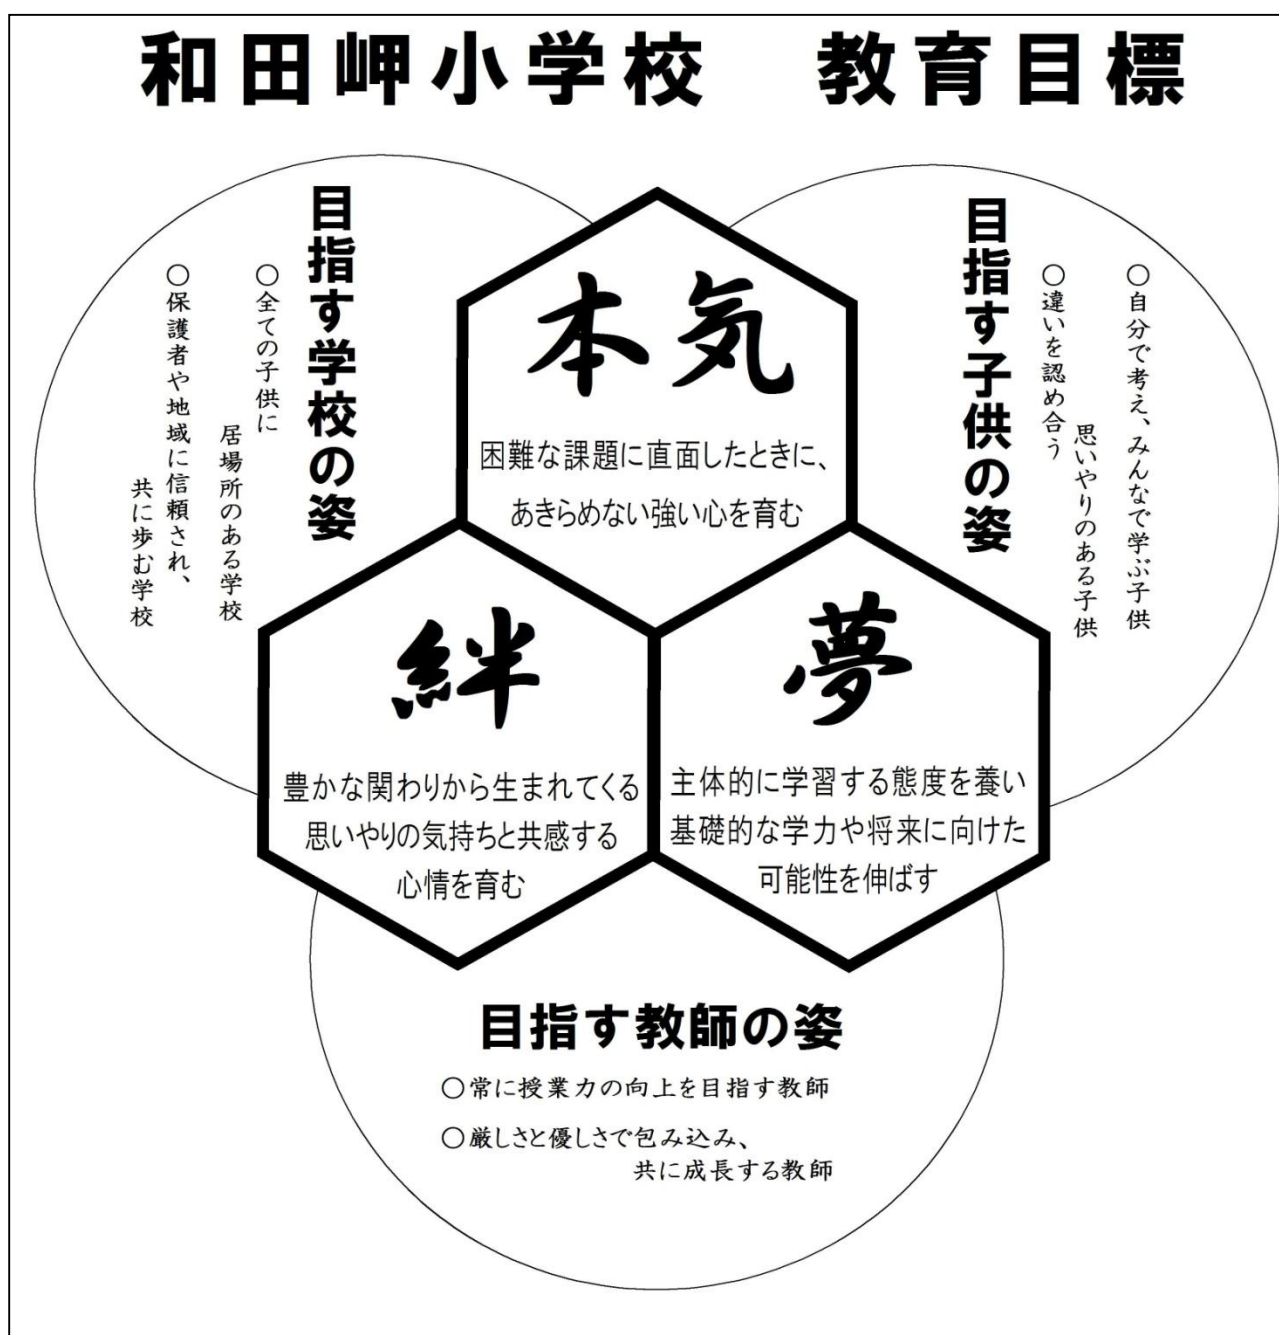 和田岬小学校　教育目標
目指す学校の姿
○全ての子供に
居場所のある学校
○保護者や地域に信頼され、
共に歩む学校
本気
困難な課題に直面したときに、
あきらめない強い心を育む
目指す子供の姿
○自分で考え、みんなで学ぶ子供
○違いを認め合う
思いやりのある子供
絆
豊かな関わりから生まれてくる
思いやりの気持ちと共感する
心情を育む
夢
主体的に学習する態度を養い
基礎的な学力や将来に向けた
可能性を伸ばす
目指す教師の姿
○常に授業力の向上を目指す教師
○厳しさと優しさで包み込み、
共に成長する教師